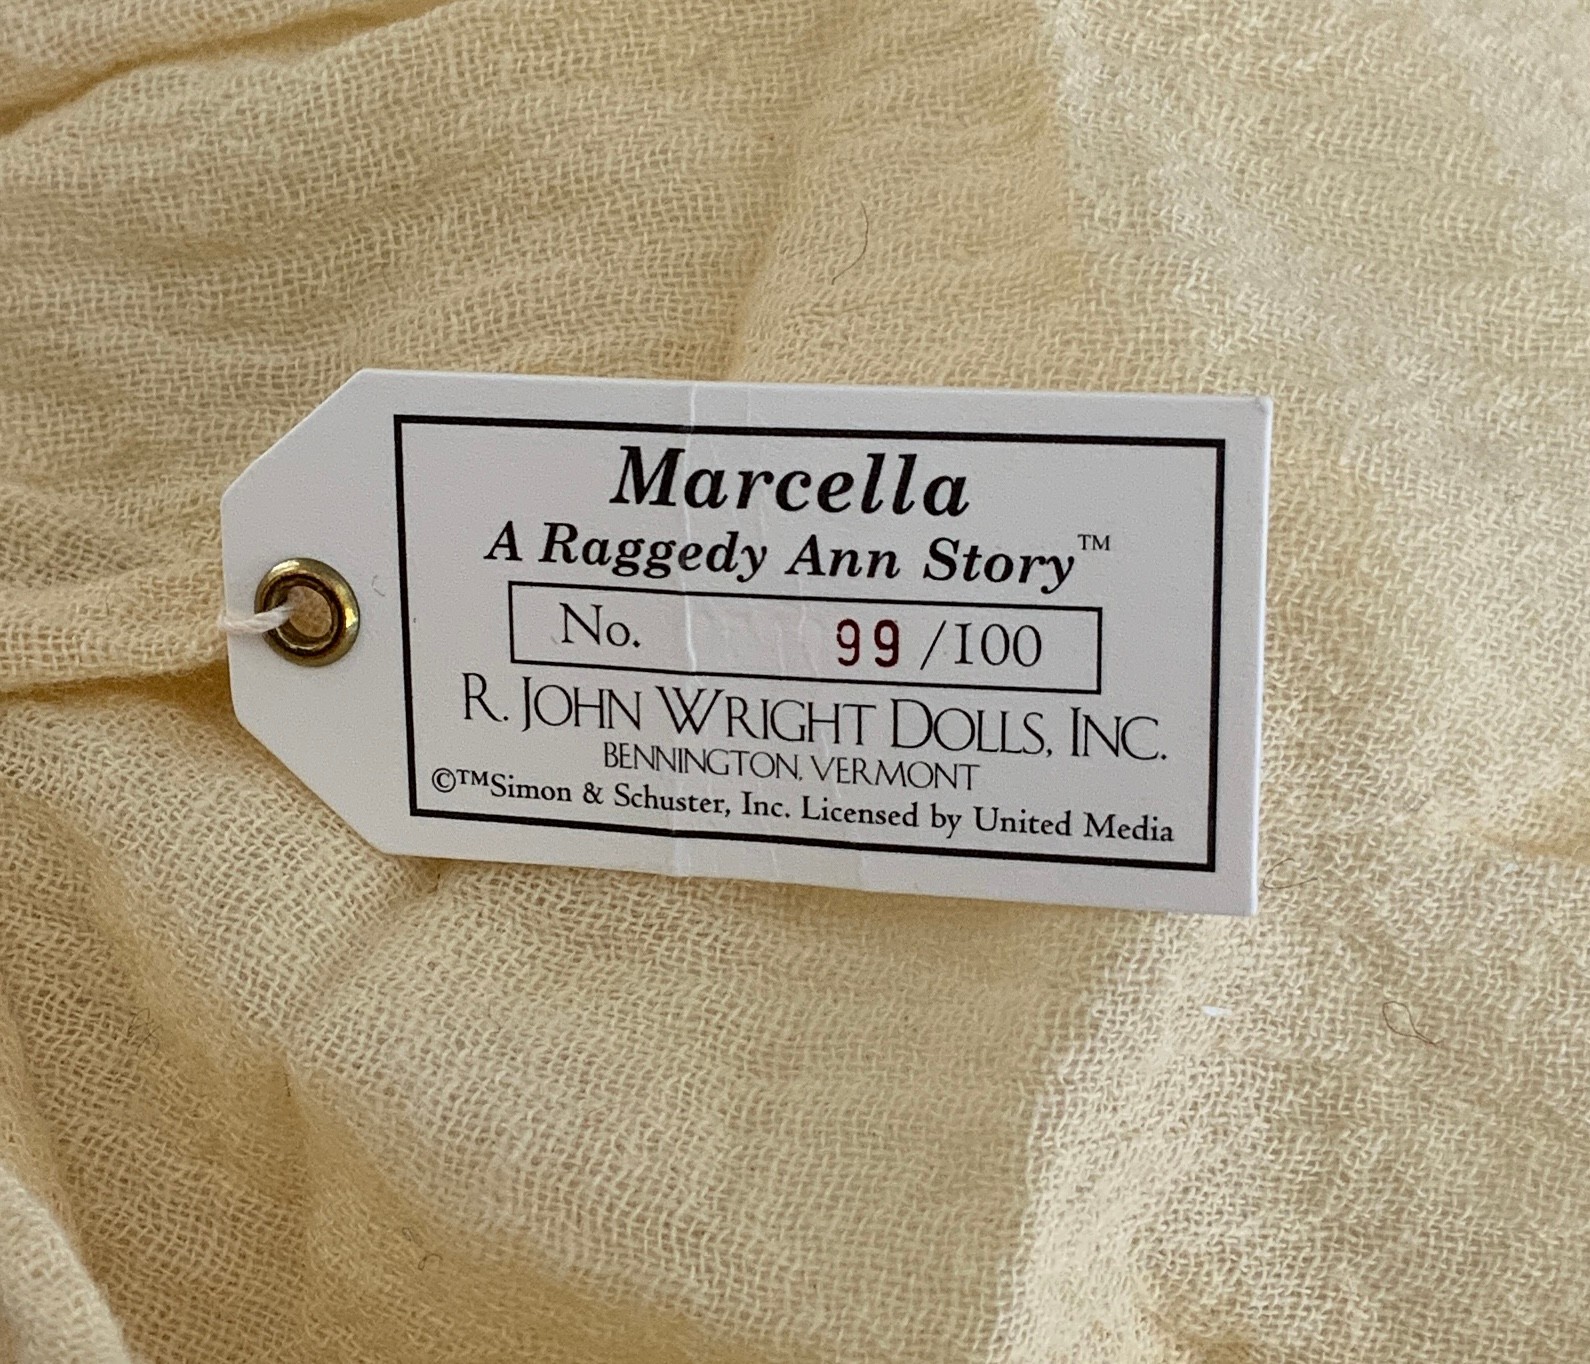 Marcella
A Raggedy Ann Story™
No. 99/100
R. JOHN WRIGHT DOLLS, INC.
BENNINGTON, VERMONT
©™Simon & Schuster, Inc. Licensed by United Media